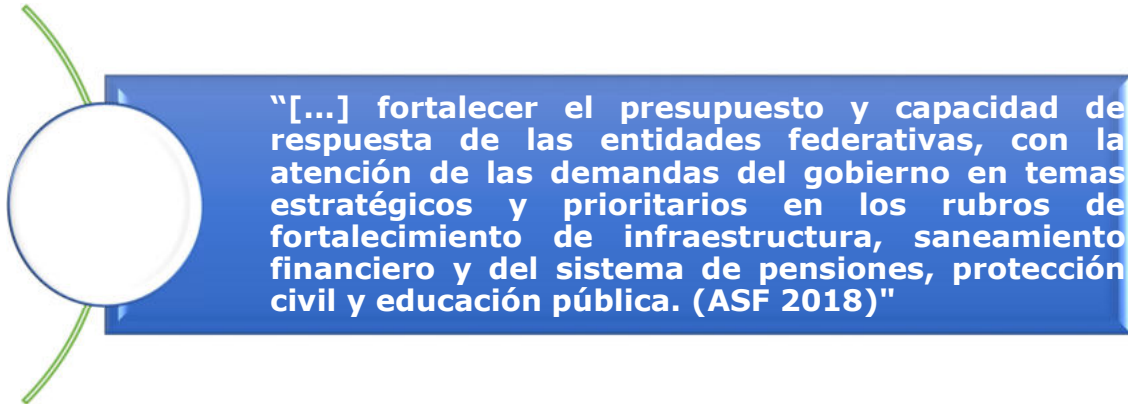 “[...] fortalecer el presupuesto y capacidad de
respuesta de las entidades federativas, con la
atención de las demandas del gobierno en temas
estratégicos y prioritarios en los rubros de
fortalecimiento de infraestructura, saneamiento
financiero y del sistema de pensiones, protección
civil y educación pública. (ASF 2018)"